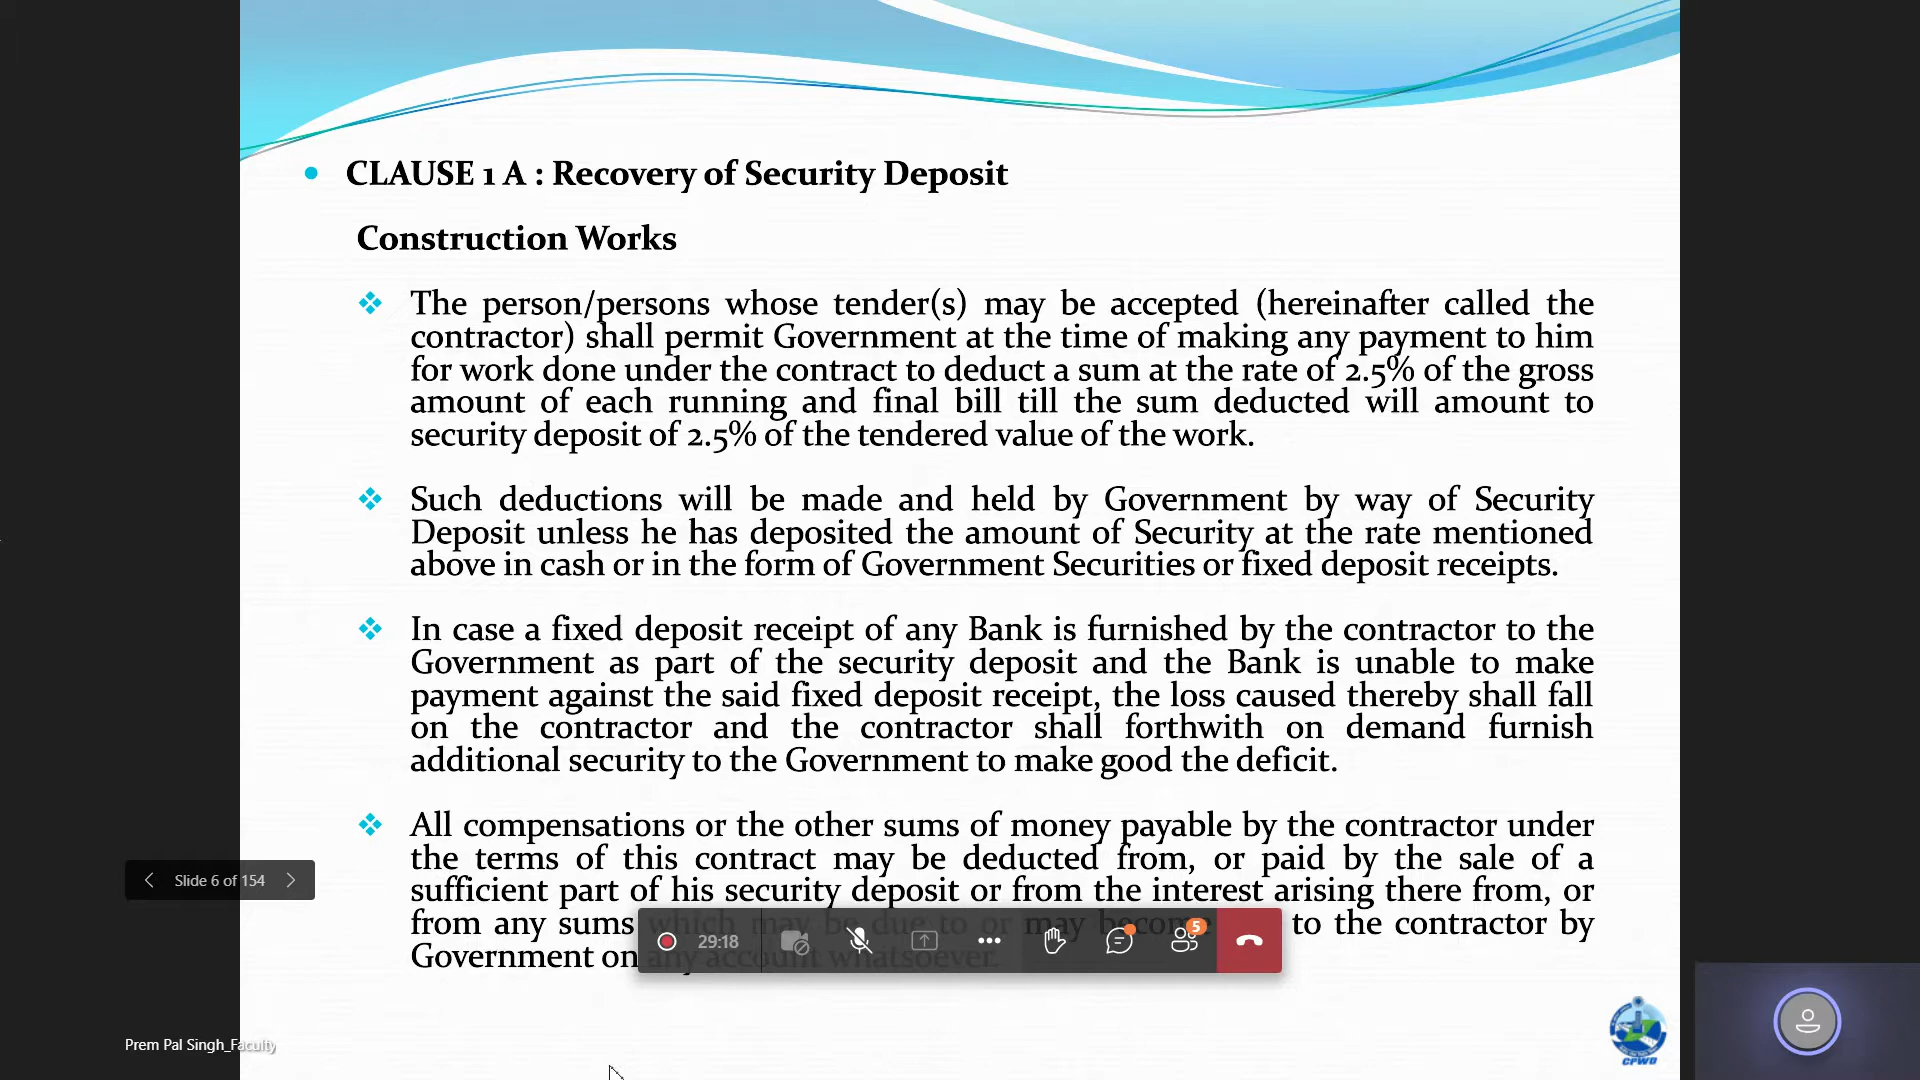 CLAUSE 1 A : Recovery of Security Deposit
Construction Works
The person/persons whose tender(s) may be accepted (hereinafter called the
contractor) shall permit Government at the time of making any payment to him
for work done under the contract to deduct a sum at the rate of 2.5% of the gross
amount of each running and final bill till the sum deducted will amount to
security deposit of 2.5% of the tendered value of the work.
Such deductions will be made and held by Government by way of Security
Deposit unless he has deposited the amount of Security at the rate mentioned
above in cash or in the form of Government Securities or fixed deposit receipts.
In case a fixed deposit receipt of any Bank is furnished by the contractor to the
Government as part of the security deposit and the Bank is unable to make
payment against the said fixed deposit receipt, the loss caused thereby shall fall
on the contractor and the contractor shall forthwith on demand furnish
additional security to the Government to make good the deficit.
All compensations or the other sums of money payable by the contractor under
the terms of this contract may be deducted from, or paid by the sale of a
sufficient part of his security deposit or from the interest arising there from, or
from any sums which may be due to or may become to the contractor by
Government on any account whatsoever.
Slide 6 of 154
29:18
5
Prem Pal Singh_Faculty
CPWD